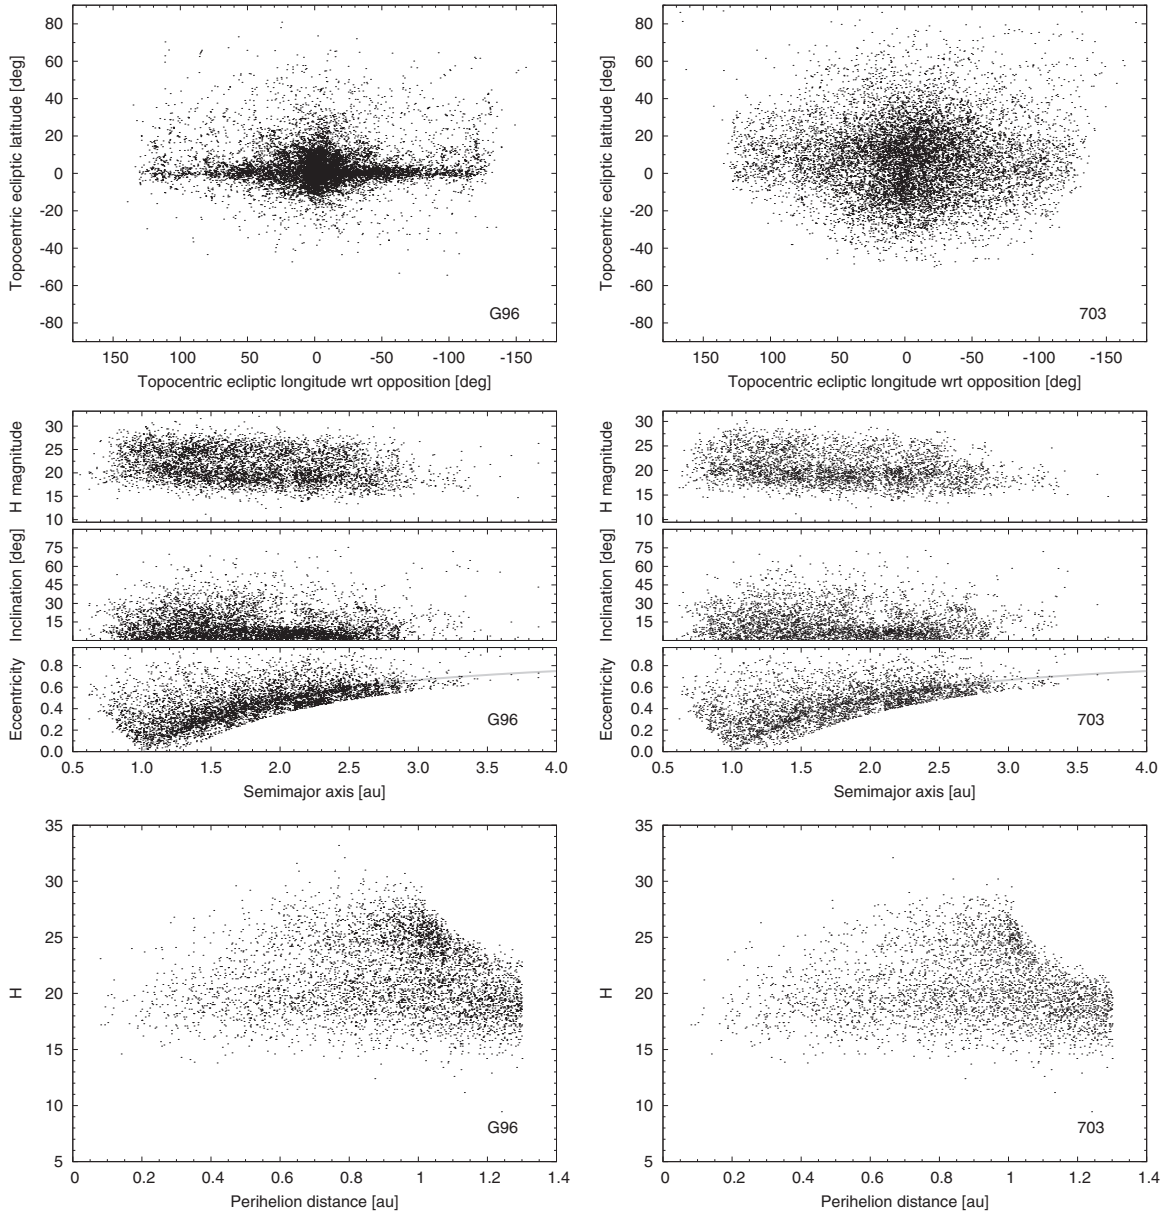 Topocentric ecliptic latitude [deg]
80
60
40
20
0
-20
-40
-60
-80
G96
150 100 50 0 -50 -100 -150
Topocentric ecliptic longitude wrt opposition [deg]
Topocentric ecliptic latitude [deg]
80
60
40
20
0
-20
-40
-60
-80
703
150 100 50 0 -50 -100 -150
Topocentric ecliptic longitude wrt opposition [deg]
H magnitude
30
25
20
15
10
Inclination [deg]
75
60
45
30
15
Eccentricity
0.8
0.6
0.4
0.2
0.0
G96
0.5 1.0 1.5 2.0 2.5 3.0 3.5 4.0
Semimajor axis [au]
H magnitude
30
25
20
15
10
Inclination [deg]
75
60
45
30
15
Eccentricity
0.8
0.6
0.4
0.2
0.0
703
0.5 1.0 1.5 2.0 2.5 3.0 3.5 4.0
Semimajor axis [au]
H
35
30
25
20
15
10
5
G96
0 0.2 0.4 0.6 0.8 1 1.2 1.4
Perihelion distance [au]
H
35
30
25
20
15
10
5
703
0 0.2 0.4 0.6 0.8 1 1.2 1.4
Perihelion distance [au]